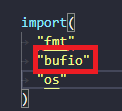 import(
"fmt"
"bufio"
"os"
)